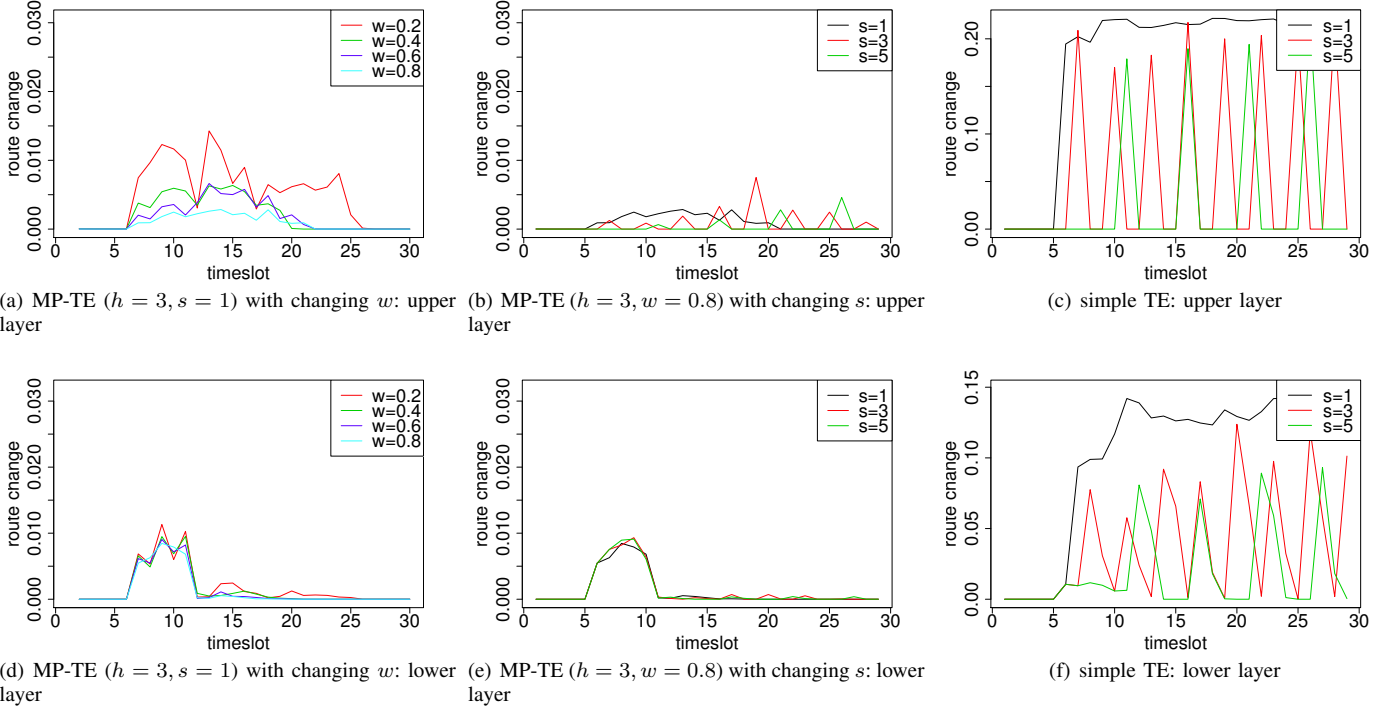 0.000 0.010 0.020 0.030
route change
w=0.2
w=0.4
w=0.6
w=0.8
0 5 10 15 20 25 30
timeslot
(a) MP-TE (h = 3, s = 1) with changing w: upper
layer
0.000 0.010 0.020 0.030
route change
s=1
s=3
s=5
0 5 10 15 20 25 30
timeslot
(b) MP-TE (h = 3, w = 0.8) with changing s: upper
layer
0.00 0.10 0.20
route change
s=1
s=3
s=5
0 5 10 15 20 25 30
timeslot
(c) simple TE: upper layer
0.000 0.010 0.020 0.030
route change
w=0.2
w=0.4
w=0.6
w=0.8
0 5 10 15 20 25 30
timeslot
(d) MP-TE (h = 3, s = 1) with changing w: lower
layer
0.000 0.010 0.020 0.030
route change
s=1
s=3
s=5
0 5 10 15 20 25 30
timeslot
(e) MP-TE (h = 3, w = 0.8) with changing s: lower
layer
0.00 0.05 0.10 0.15
route change
s=1
s=3
s=5
0 5 10 15 20 25 30
timeslot
(f) simple TE: lower layer